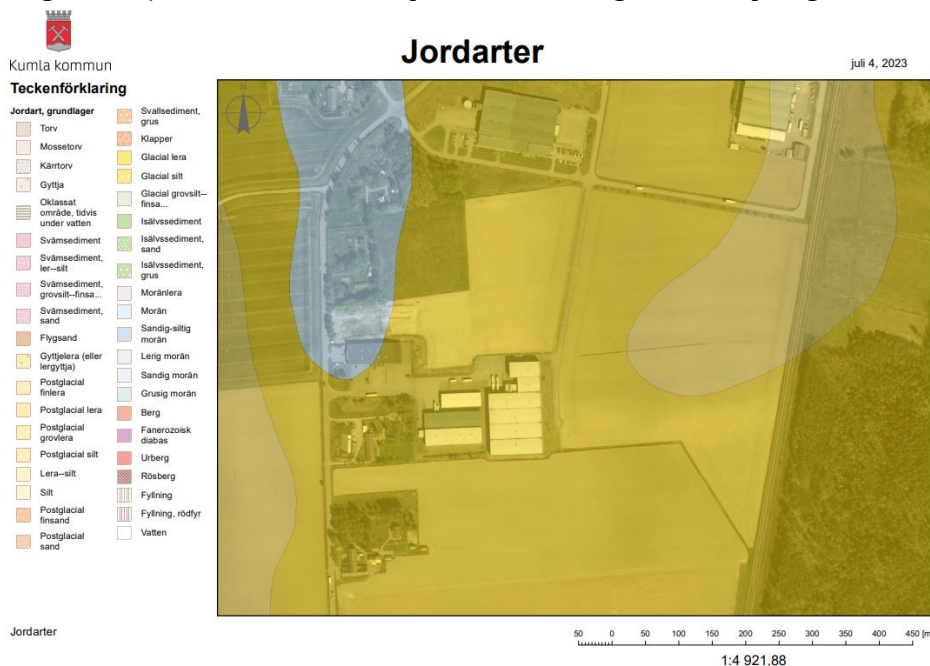 Kumla kommun
Jordarter
juli 4, 2023
Teckenförklaring
Jordart, grundlager
Torv
Mossetorv
Kärrtorv
Gyttja
Oklassat
område, tidvis
under vatten
Svämsediment
Svämsediment,
ler--silt
Svämsediment,
grovsilt--finsa...
Svämsediment,
sand
Flygsand
Gyttjelera (eller
lergyttja)
Postglacial
finlera
Postglacial lera
Postglacial
grovlera
Postglacial silt
Lera--silt
Silt
Postglacial
finsand
Postglacial
sand
Svallsediment,
grus
Klapper
Glacial lera
Glacial silt
Glacial grovsilt--
finsa...
Isälvssediment
Isälvssediment,
sand
Isälvssediment,
grus
Moränlera
Morän
Sandig-siltig
morän
Lerig morän
Sandig morän
Grusig morän
Berg
Fanerozoisk
diabas
Urberg
Rösberg
Fyllning
Fyllning, rödfyr
Vatten
N
Jordarter
50 0 50 100 150 200 250 300 350 400 450 [m
1:4 921,88